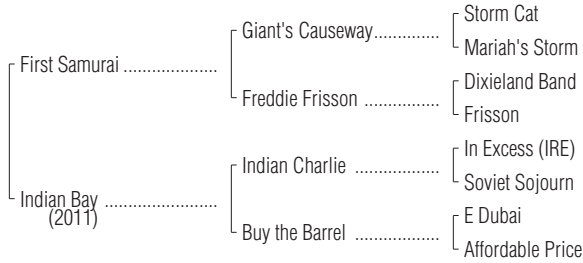 Storm Cat
Giant's Causeway...............
Mariah's Storm
First Samurai ....................
Dixieland Band
Freddie Frisson ................
Frisson
In Excess (IRE)
Indian Charlie ..................
Soviet Sojourn
Indian Bay ........................
(2011)
E Dubai
Buy the Barrel ..................
Affordable Price